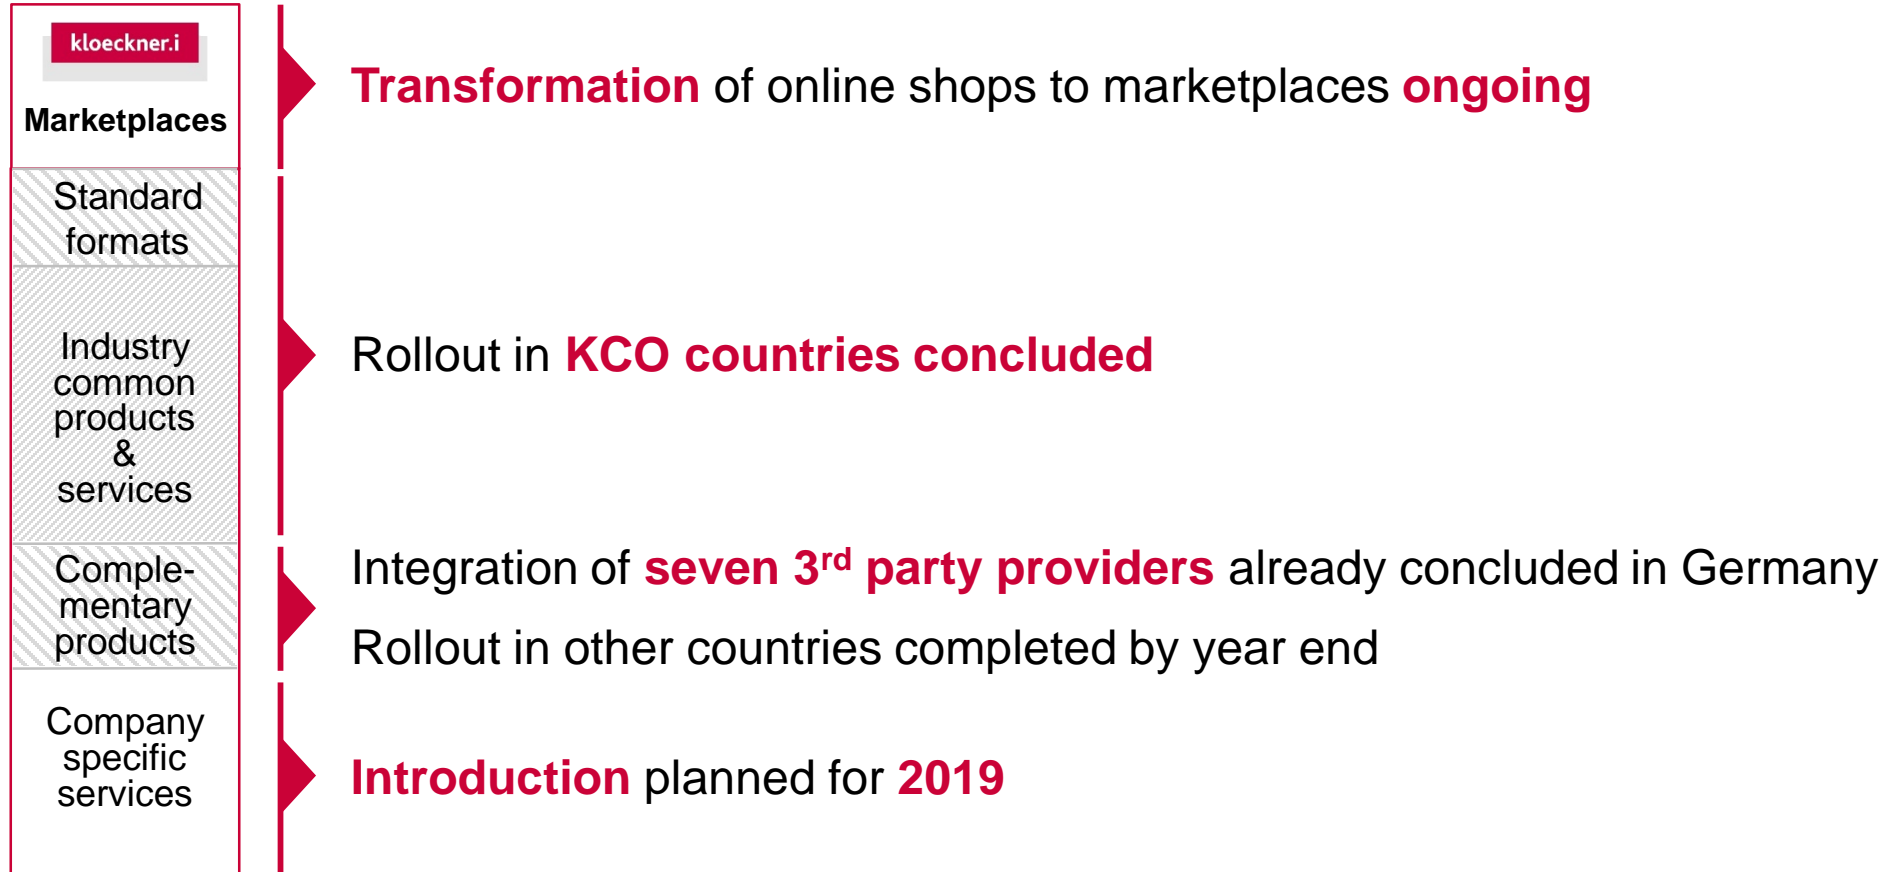 kloeckner.i
Marketplaces
Transformation of online shops to marketplaces ongoing
Standard
formats
Industry
common
products
&
services
Rollout in KCO countries concluded
Comple-
mentary
products
Integration of seven 3rd party providers already concluded in Germany
Rollout in other countries completed by year end
Company
specific
services
Introduction planned for 2019